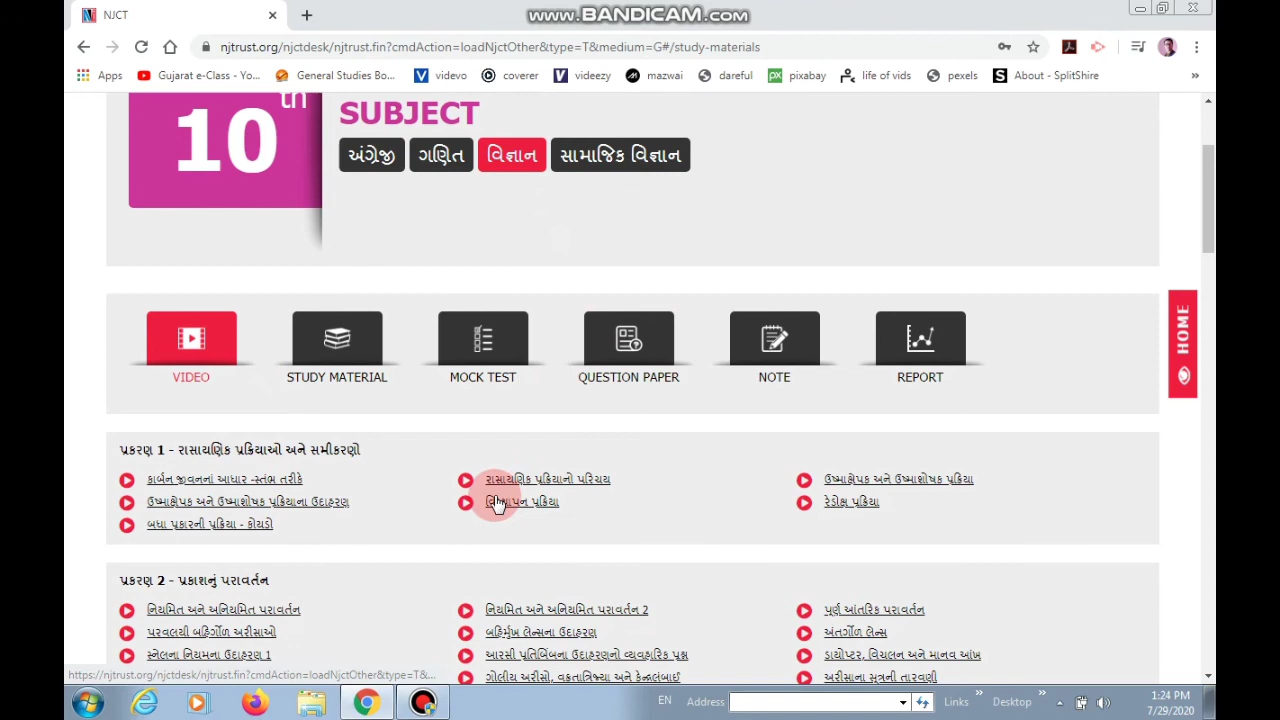 NJCT
www.BANDICAM.com
njtrust.org/njctdesk/njtrust.fin?cmdAction=loadNjctOther&type=T&medium=G#/study-materials
Apps Gujarat e-Class - Yo... General Studies Bo... videvo coverer videezy mazwai dareful pixabay life of vids pexels About - SplitShire »
10th
SUBJECT
અંગ્રેજી ગણિત વિજ્ઞાન સામાજિક વિજ્ઞાન
HOME
VIDEO STUDY MATERIAL MOCK TEST QUESTION PAPER NOTE REPORT
પ્રકરણ 1 - રાસાયણિક પ્રક્રિયાઓ અને સમીકરણો
કાર્બન જીવનનાં આધાર -સ્તંભ તરીકે રાસાયણિક પ્રક્રિયાનો પરિચય ઉષ્માક્ષેપક અને ઉષ્માશોષક પ્રક્રિયા
ઉષ્માક્ષેપક અને ઉષ્માશોષક પ્રક્રિયાના ઉદાહરણ પ્રક્રિયા રેડોક્ષ પ્રક્રિયા
બધા પ્રકારની પ્રક્રિયા - કોયડો
પ્રકરણ 2 - પ્રકાશનું પરાવર્તન
નિયમિત અને અનિયમિત પરાવર્તન નિયમિત અને અનિયમિત પરાવર્તન 2 પૂર્ણ આંતરિક પરાવર્તન
પરવલયી બહિર્ગોળ અરીસાઓ બહિર્મુખ લેન્સના ઉદાહરણ અંતર્ગોળ લેન્સ
સ્નેલના નિયમના ઉદાહરણ 1 આરસી પ્રતિબિંબના ઉદાહરણનો વ્યવહારિક પ્રશ્ન ડાયોપ્ટર, વિચલન અને માનવ આંખ
ગોલીય અરીસો, વક્રતાત્રિજ્યા અને કેન્દ્રલંબાઈ અરીસાના સૂત્રની તારવણી
https://njtrust.org/njctdesk/njtrust.fin?cmdAction=loadNjctOther&type=T&...
EN Address Links » Desktop » 1:24 PM
7/29/2020